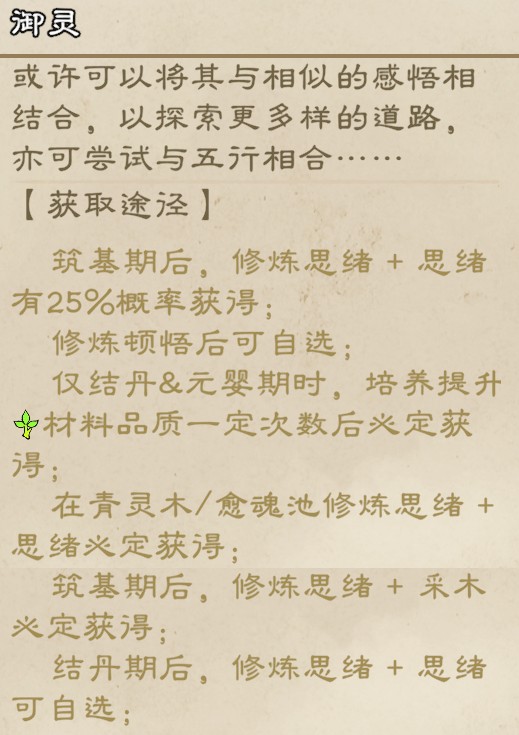 御灵
或许可以将其与相似的感悟相
结合，以探索更多样的道路，
亦可尝试与五行相合……
【获取途径】
筑基期后，修炼思绪 + 思绪
有25%概率获得；
修炼顿悟后可自选；
仅结丹&元婴期时，培养提升
材料品质一定次数后必定获
得；
在青灵木/愈魂池修炼思绪 +
思绪必定获得；
筑基期后，修炼思绪 + 采木
必定获得；
结丹期后，修炼思绪 + 思绪
可自选；